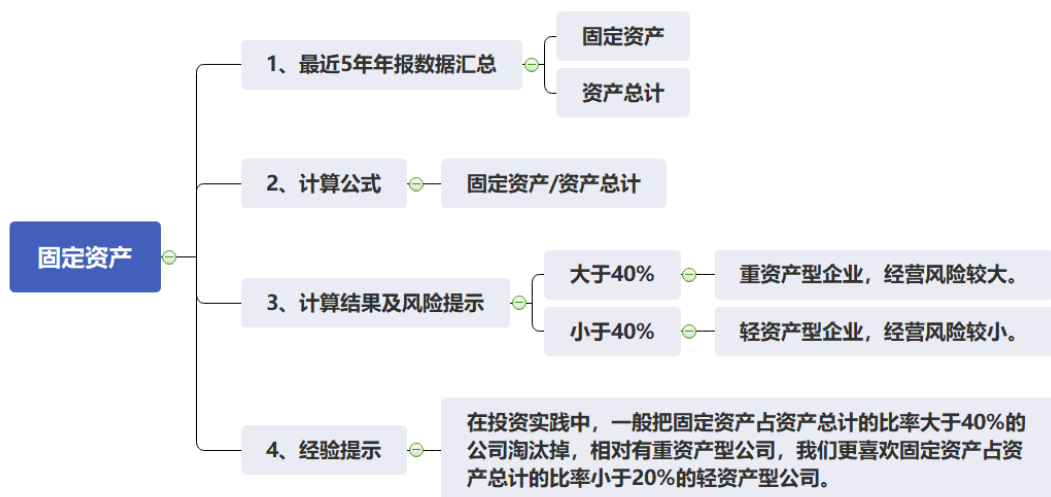 固定资产
1、最近5年年报数据汇总
固定资产
资产总计
2、计算公式
固定资产/资产总计
3、计算结果及风险提示
大于40%
重资产型企业，经营风险较大。
小于40%
轻资产型企业，经营风险较小。
4、经验提示
在投资实践中，一般把固定资产占资产总计的比率大于40%的
公司淘汰掉，相对有重资产型公司，我们更喜欢固定资产占资
产总计的比率小于20%的轻资产型公司。